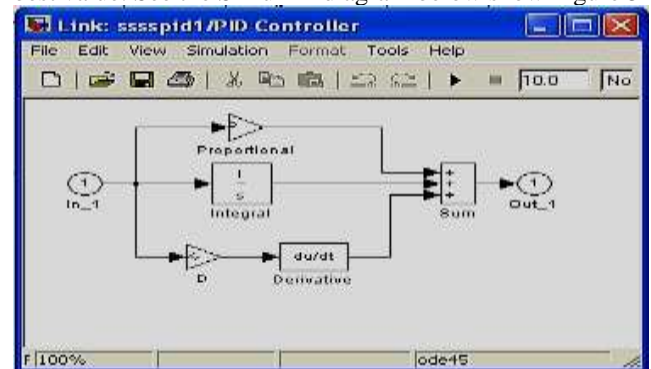 Link: sssspid1/PID Controller
File Edit View Simulation Format Tools Help
10.0 No
Proportional
1
In_1
1
s
Integral
+
+
+
Sum
1
Out_1
D
du/dt
Derivative
F 100%
ode45